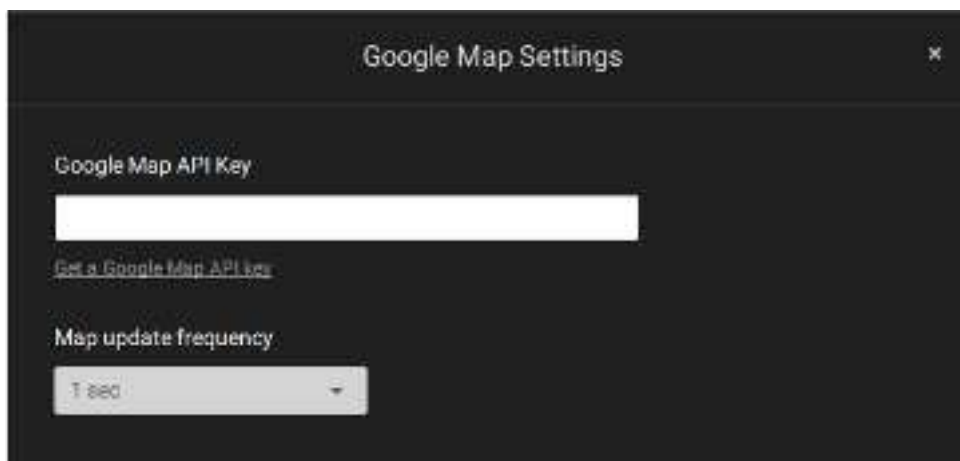 Google Map Settings ×
Google Map API Key
Get a Google Map API key
Map update frequency
1 sec